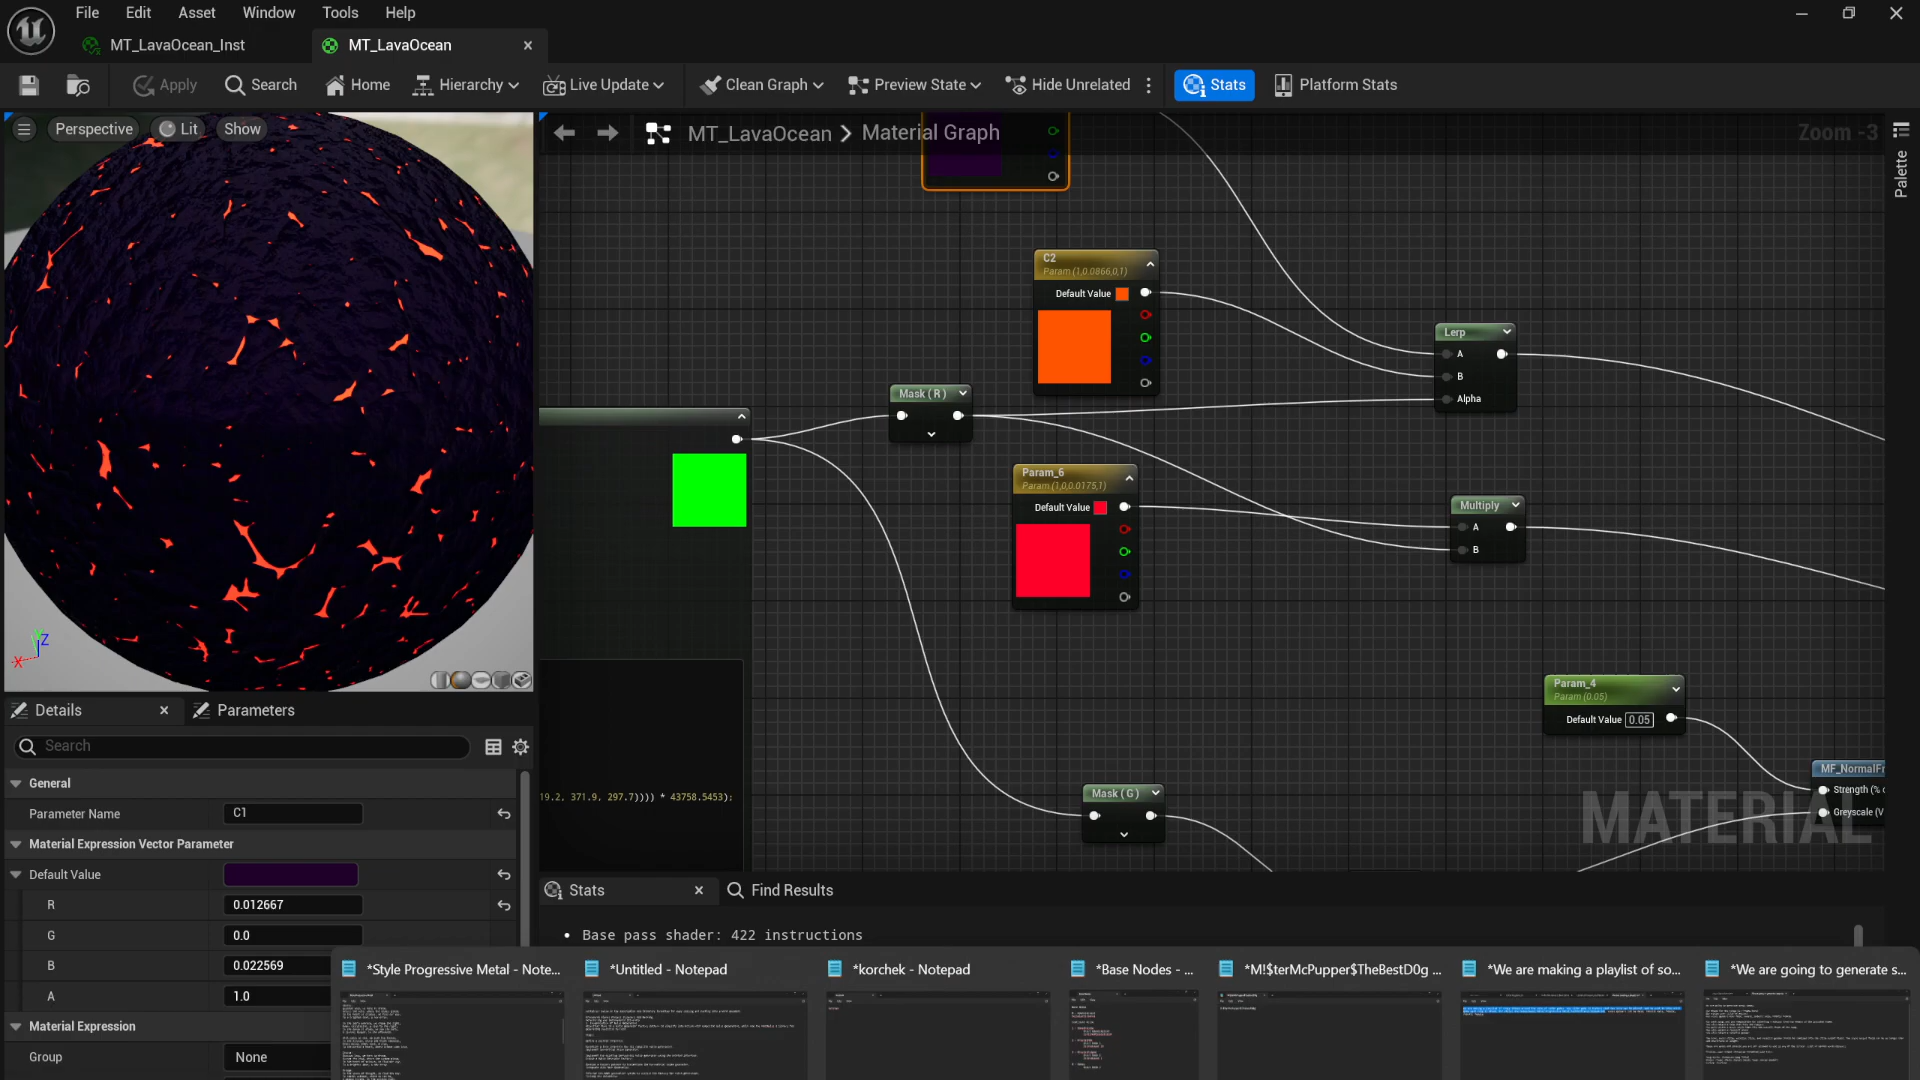 File Edit Asset Window Tools Help
MT_LavaOcean_Inst MT_LavaOcean
Apply Search Home Hierarchy Live Update Clean Graph Preview State Hide Unrelated Stats Platform Stats
Perspective Lit Show
MT_LavaOcean Material Graph
Zoom -3
Palette
C2
Param (1,0.0866,0,1)
Default Value
Lerp
A
B
Alpha
Mask ( R )
Param_6
Param (1,0,0.0175,1)
Default Value
Multiply
A
B
Param_4
Param (0.05)
Default Value 0.05
MF_NormalFr
Strength (%
Greyscale (V
MATERIAL
Mask ( G )
19.2, 371.9, 297.7)))) * 43758.5453);
Z
X
Details Parameters
Search
General
Parameter Name C1
Material Expression Vector Parameter
Default Value
R 0.012667
G 0.0
B 0.022569
A 1.0
Material Expression
Group None
Stats Find Results
• Base pass shader: 422 instructions
*Style Progressive Metal - Note...
*Untitled - Notepad
*korchek - Notepad
*Base Nodes - ...
*M!$terMcPupper$TheBestD0g ...
*We are making a playlist of so...
*We are going to generate s...